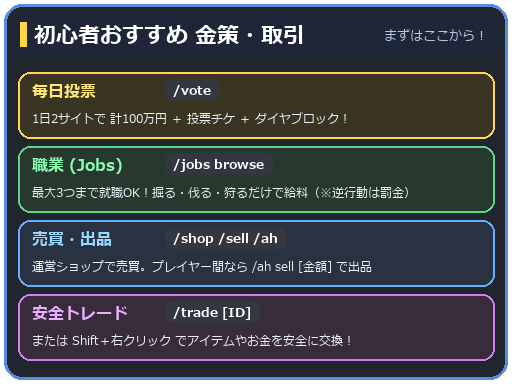 初心者おすすめ 金策・取引
まずはここから！
毎日投票 /vote
1日2サイトで 計100万円 ＋ 投票チケ ＋ ダイヤブロック！
職業 (Jobs) /jobs browse
最大3つまで就職OK！掘る・伐る・狩るだけで給料（※逆行動は罰金）
売買・出品 /shop /sell /ah
運営ショップで売買。プレイヤー間なら /ah sell [金額] で出品
安全トレード /trade [ID]
または Shift＋右クリック でアイテムやお金を安全に交換！